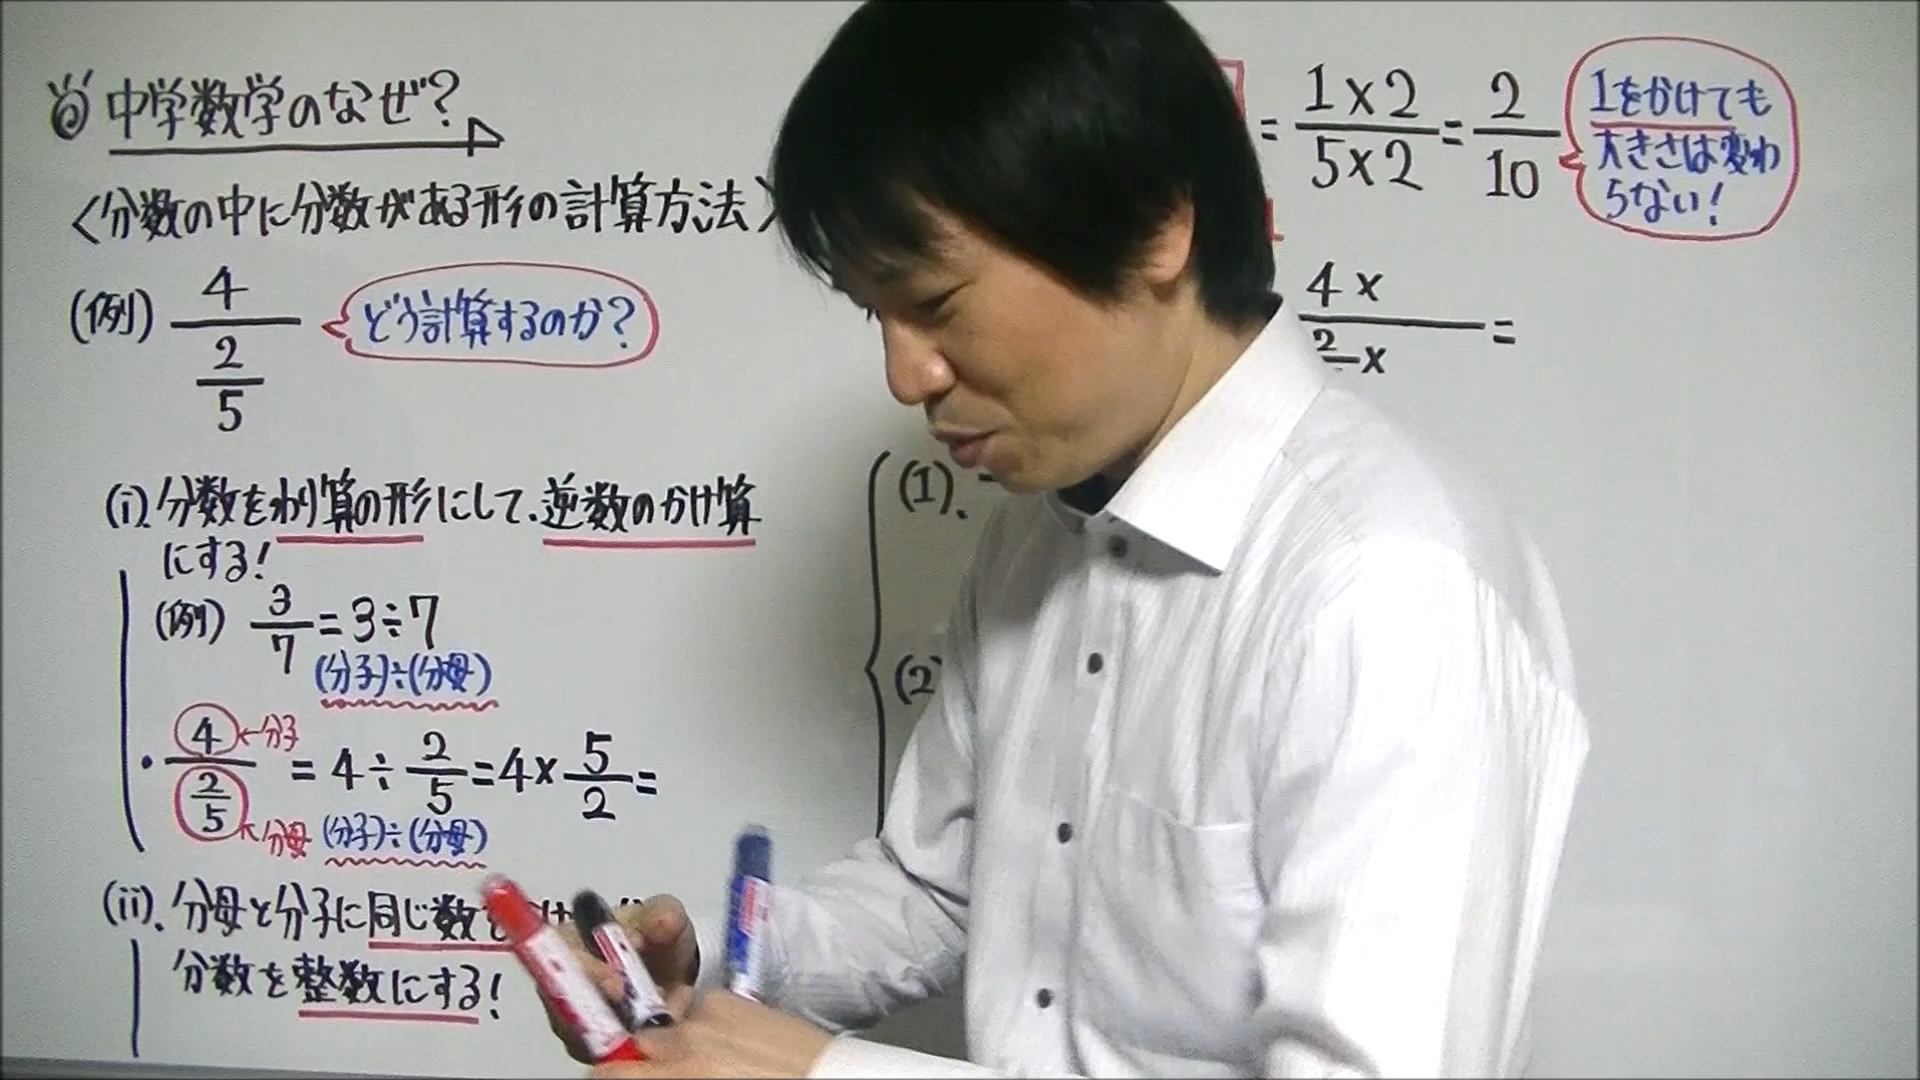 中学数学のなぜ?
<分数の中に分数がある形の計算方法>
(例) 4/(2/5) どう計算するのか?
(i). 分数をわり算の形にして、逆数のかけ算
にする!
(例) 3/7 = 3÷7
(分子)÷(分母)
・ 4/(2/5) = 4÷2/5 = 4×5/2 =
←分子
←分母 (分子)÷(分母)
(ii). 分母と分子に同じ数を
分数を整数にする!
= 1×2/5×2 = 2/10
1をかけても
大きさは変わ
らない!
4×
2 ×
=
(1).
(2)